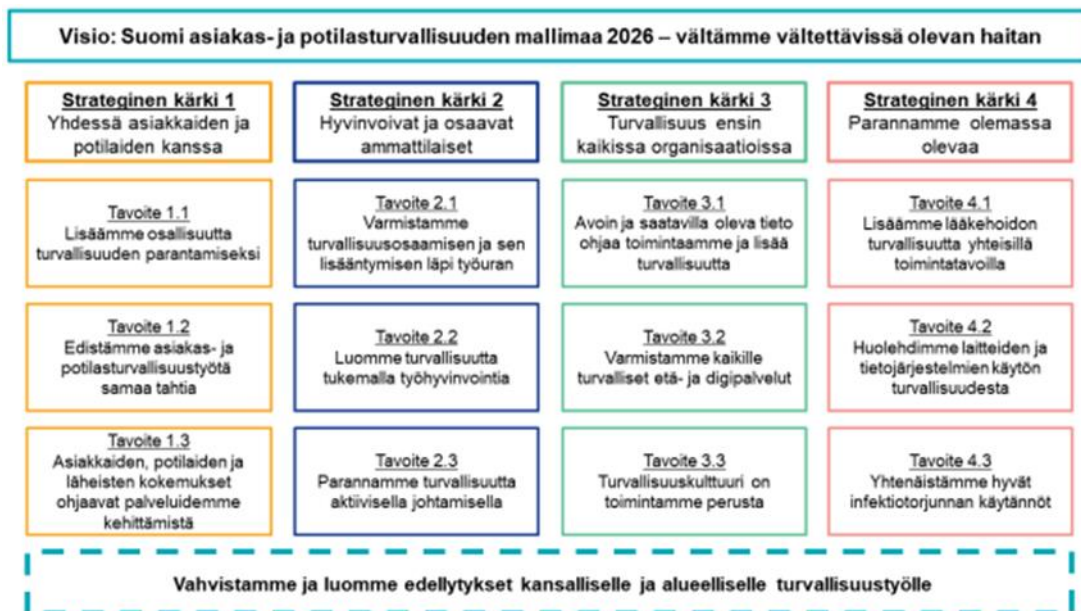 Visio: Suomi asiakas- ja potilasturvallisuuden mallimaa 2026 – vältämme vältettävissä olevan haitan
Strateginen kärki 1
Yhdessä asiakkaiden ja
potilaiden kanssa
Tavoite 1.1
Lisäämme osallisuutta
turvallisuuden parantamiseksi
Tavoite 1.2
Edistämme asiakas- ja
potilasturvallisuustyötä
samaa tahtia
Tavoite 1.3
Asiakkaiden, potilaiden ja
läheisten kokemukset
ohjaavat palveluidemme
kehittämistä
Strateginen kärki 2
Hyvinvoivat ja osaavat
ammattilaiset
Tavoite 2.1
Varmistamme
turvallisuusosaamisen ja sen
lisääntymisen läpi työuran
Tavoite 2.2
Luomme turvallisuutta
tukemalla työhyvinvointia
Tavoite 2.3
Parannamme turvallisuutta
aktiivisella johtamisella
Strateginen kärki 3
Turvallisuus ensin
kaikissa organisaatioissa
Tavoite 3.1
Avoin ja saatavilla oleva tieto
ohjaa toimintaamme ja lisää
turvallisuutta
Tavoite 3.2
Varmistamme kaikille
turvalliset etä- ja digipalvelut
Tavoite 3.3
Turvallisuuskulttuuri on
toimintamme perusta
Strateginen kärki 4
Parannamme olemassa
olevaa
Tavoite 4.1
Lisäämme lääkehoidon
turvallisuutta yhteisillä
toimintatavoilla
Tavoite 4.2
Huolehdimme laitteiden ja
tietojärjestelmien käytön
turvallisuudesta
Tavoite 4.3
Yhtenäistämme hyvät
infektiotorjunnan käytännöt
Vahvistamme ja luomme edellytykset kansalliselle ja alueelliselle turvallisuustyölle